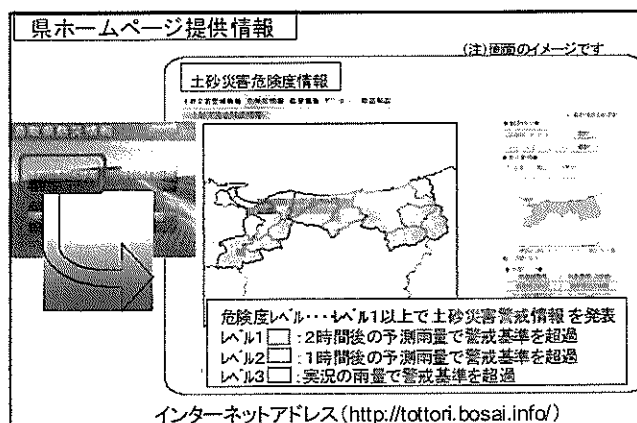 県ホームページ提供情報
(注)画面のイメージです
土砂災害危険度情報
危険度レベル・・・レベル1以上で土砂災害警戒情報を発表
レベル1 :2時間後の予測雨量で警戒基準を超過
レベル2 :1時間後の予測雨量で警戒基準を超過
レベル3 :実況の雨量で警戒基準を超過
インターネットアドレス(http://tottori.bosai.info/)